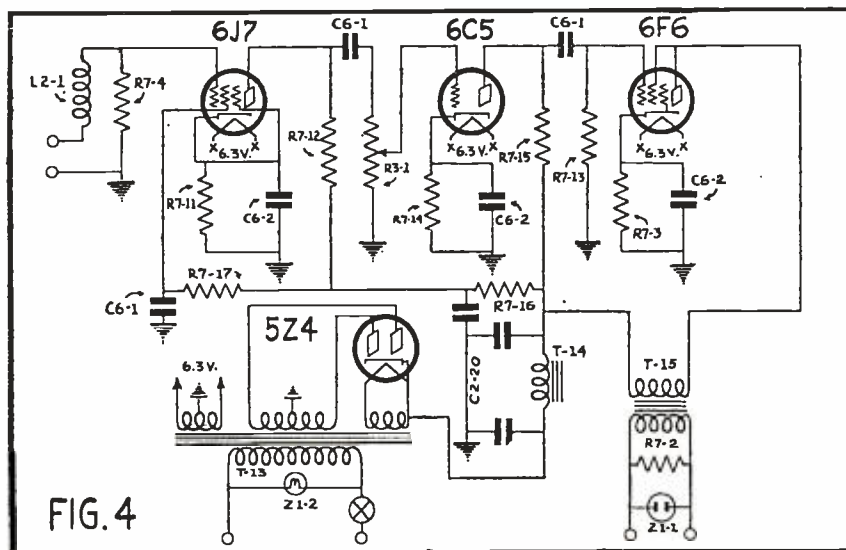 6J7
C6-1
6C5
C6-1
6F6
L2-1
R7-4
R7-12
R3-1
R7-15
R7-13
X 6.3V. X
X 6.3V. X
X 6.3V. X
R7-11
C6-2
R7-14
C6-2
R7-3
C6-2
R7-17
C6-1
R7-16
5Z4
6.3V.
C2-20
T-14
T-15
T-13
Z1-2
R7-2
Z1-1
FIG. 4